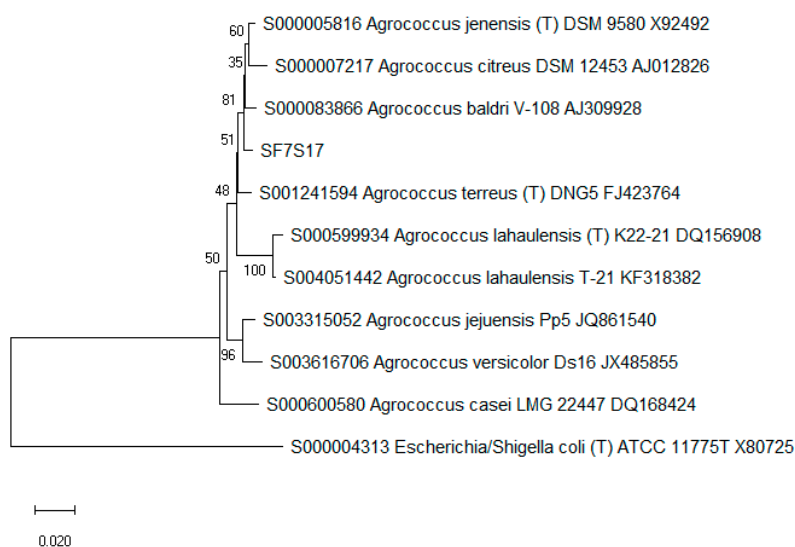 60
S000005816 Agrococcus jenensis (T) DSM 9580 X92492
35
S000007217 Agrococcus citreus DSM 12453 AJ012826
81
S000083866 Agrococcus baldri V-108 AJ309928
51
SF7S17
48
S001241594 Agrococcus terreus (T) DNG5 FJ423764
S000599934 Agrococcus lahaulensis (T) K22-21 DQ156908
50
100
S004051442 Agrococcus lahaulensis T-21 KF318382
S003315052 Agrococcus jejuensis Pp5 JQ861540
96
S003616706 Agrococcus versicolor Ds16 JX485855
S000600580 Agrococcus casei LMG 22447 DQ168424
S000004313 Escherichia/Shigella coli (T) ATCC 11775T X80725
0.020